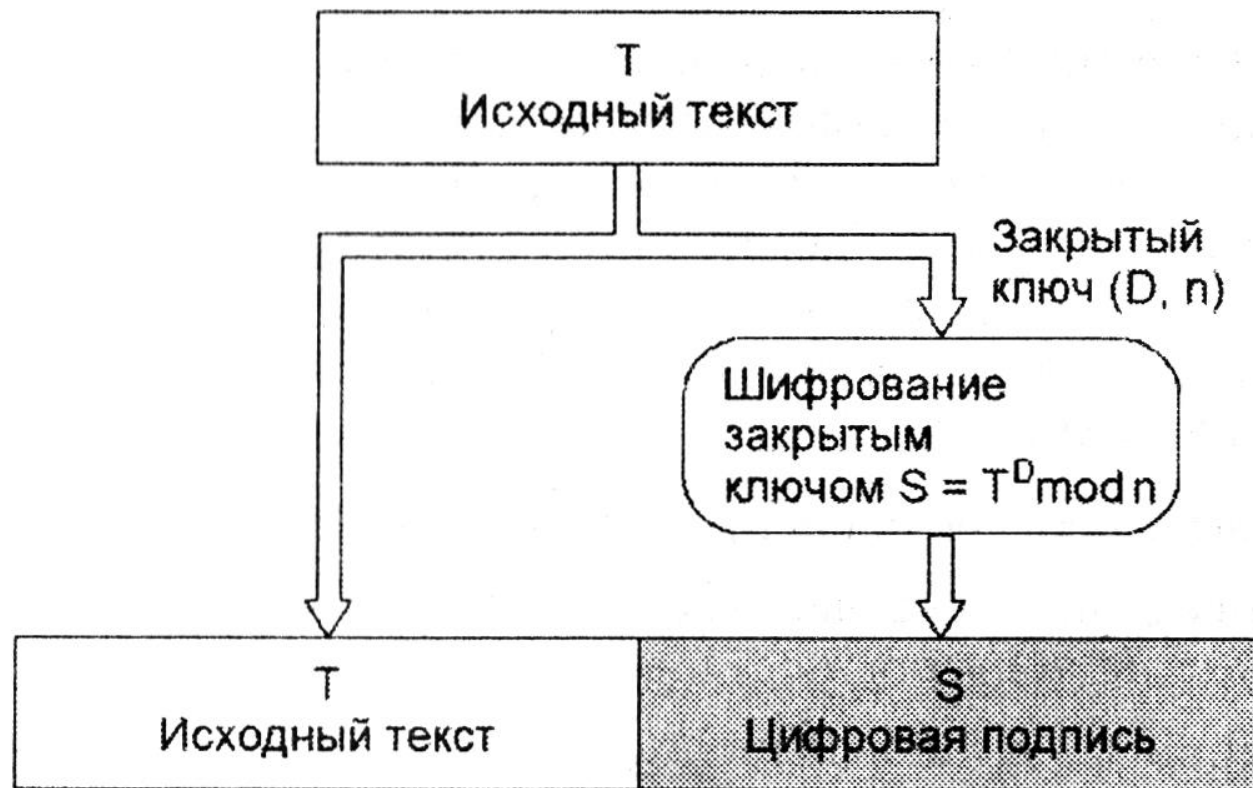 T
Исходный текст
Закрытый
ключ (D, n)
Шифрование
закрытым
ключом S = T^D mod n
T
Исходный текст
S
Цифровая подпись